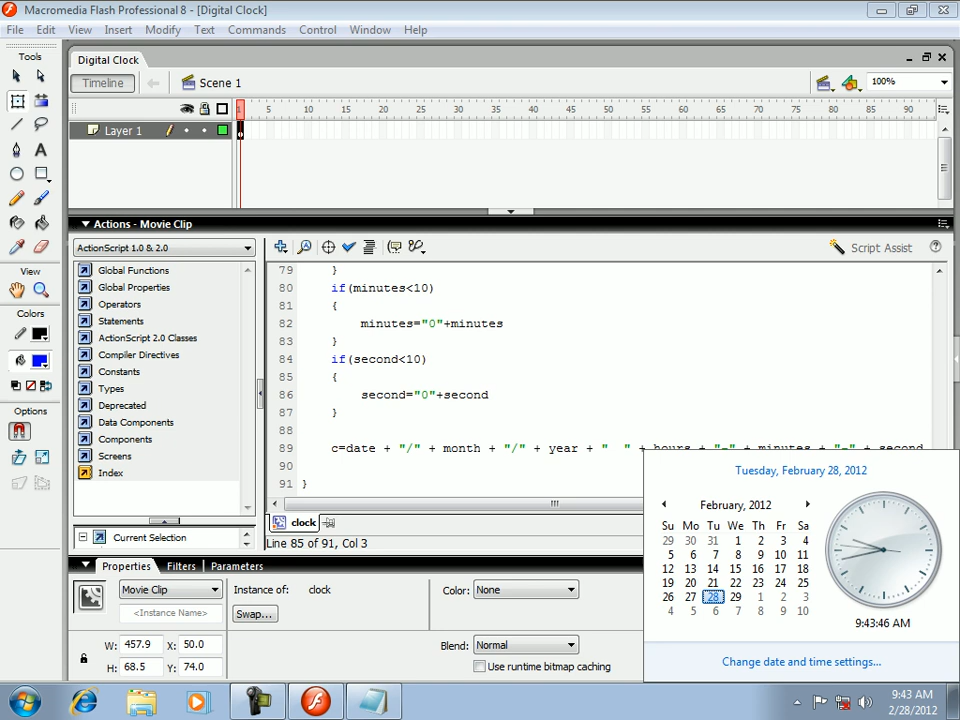 Macromedia Flash Professional 8 - [Digital Clock]
File Edit View Insert Modify Text Commands Control Window Help
Tools
View
Colors
Options
Digital Clock
Timeline Scene 1 100%
1 5 10 15 20 25 30 35 40 45 50 55 60 65 70 75 80 85 90
Layer 1
Actions - Movie Clip
ActionScript 1.0 & 2.0
Script Assist
Global Functions
Global Properties
Operators
Statements
ActionScript 2.0 Classes
Compiler Directives
Constants
Types
Deprecated
Data Components
Components
Screens
Index
Current Selection
79 }
80 if(minutes<10)
81 {
82 minutes="0"+minutes
83 }
84 if(second<10)
85 {
86 second="0"+second
87 }
88
89 c=date + "/" + month + "/" + year + "  " + hours + "-" + minutes + "-" + second
90
91 }
clock
Line 85 of 91, Col 3
Properties Filters Parameters
Movie Clip
<Instance Name>
Instance of: clock
Swap...
W: 457.9 X: 50.0
H: 68.5 Y: 74.0
Color: None
Blend: Normal
Use runtime bitmap caching
Tuesday, February 28, 2012
February, 2012
Su Mo Tu We Th Fr Sa
29 30 31 1 2 3 4
5 6 7 8 9 10 11
12 13 14 15 16 17 18
19 20 21 22 23 24 25
26 27 28 29 1 2 3
4 5 6 7 8 9 10
9:43:46 AM
Change date and time settings...
9:43 AM
2/28/2012